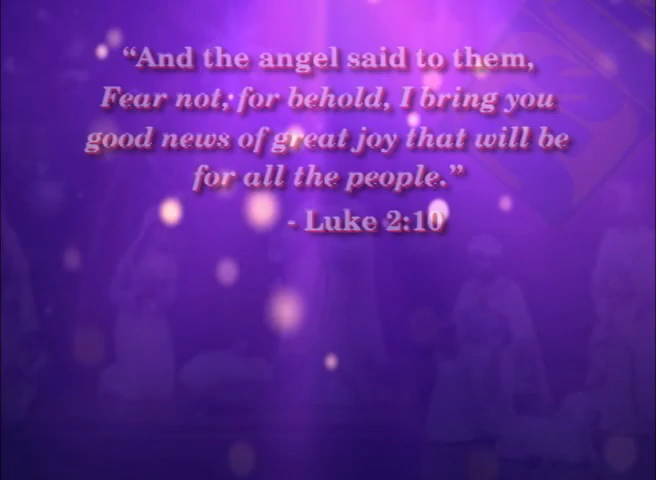 “And the angel said to them,
Fear not, for behold, I bring you
good news of great joy that will be
for all the people.”
- Luke 2:10